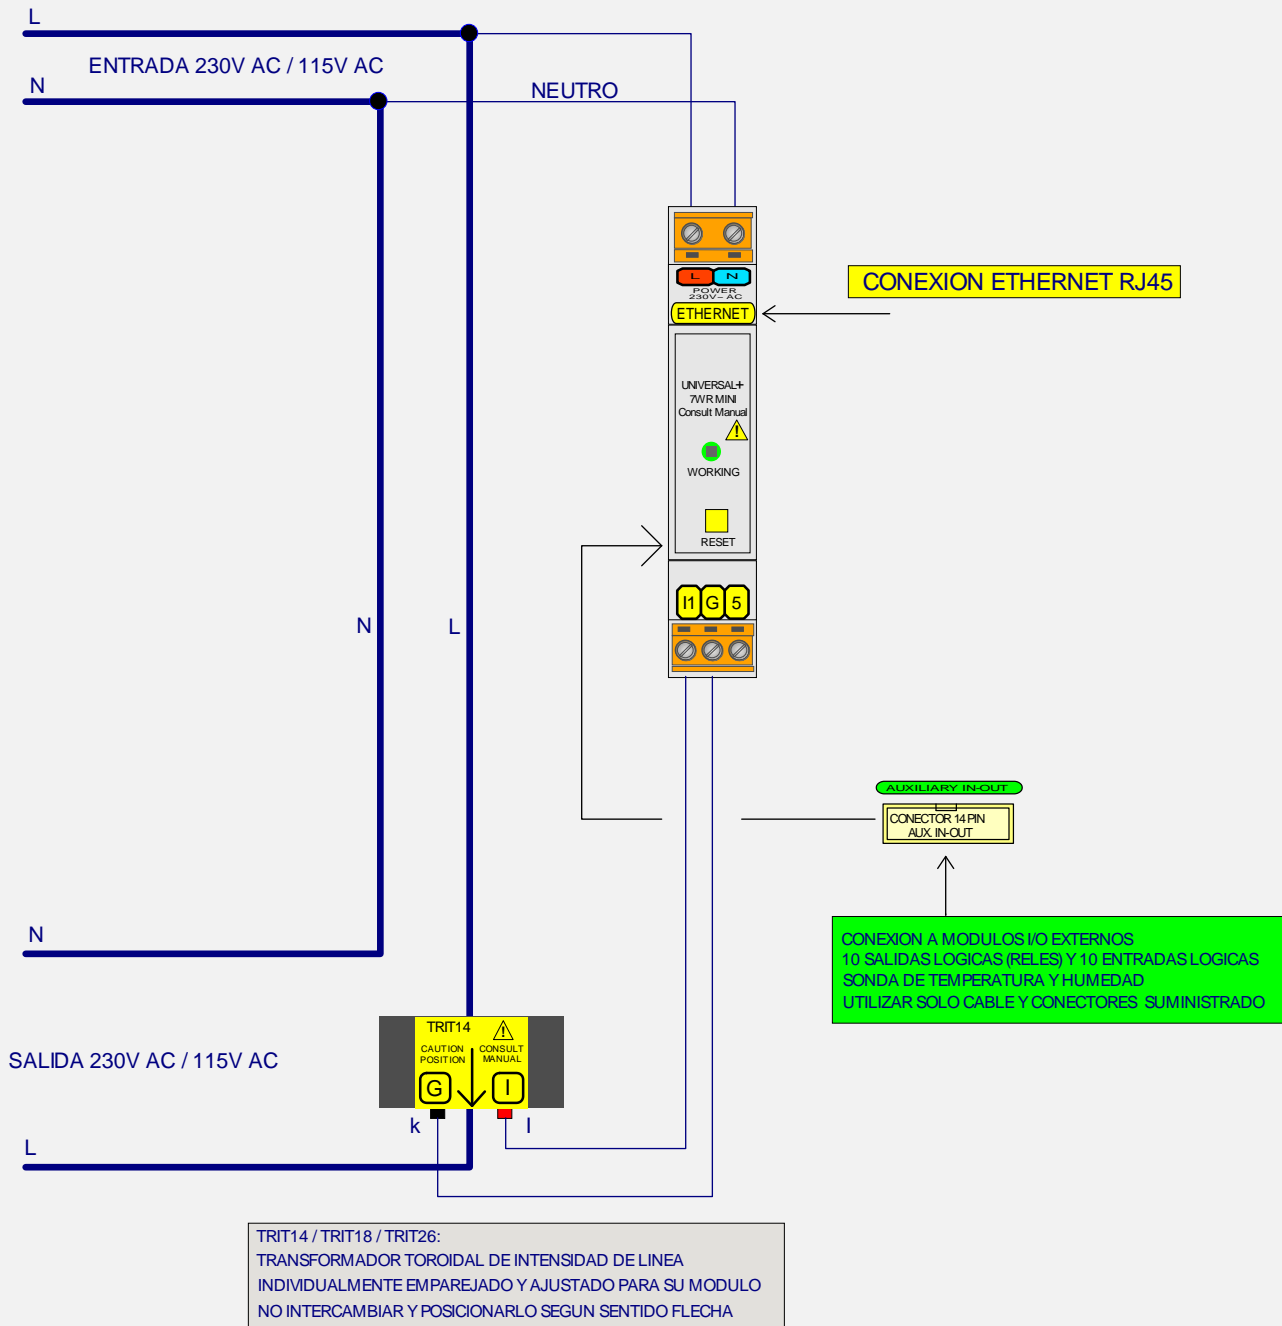 L
ENTRADA 230V AC / 115V AC
N
NEUTRO
L N
POWER
230V~ AC
CONEXION ETHERNET RJ45
ETHERNET
UNIVERSAL+
7WR MINI
Consult Manual
WORKING
RESET
I1 G 5
N
L
AUXILIARY IN-OUT
CONECTOR 14 PIN
AUX. IN-OUT
CONEXION A MODULOS I/O EXTERNOS
10 SALIDAS LOGICAS (RELES) Y 10 ENTRADAS LOGICAS
SONDA DE TEMPERATURA Y HUMEDAD
UTILIZAR SOLO CABLE Y CONECTORES SUMINISTRADO
N
SALIDA 230V AC / 115V AC
TRIT14
CAUTION
POSITION
CONSULT
MANUAL
G I
k l
L
TRIT14 / TRIT18 / TRIT26:
TRANSFORMADOR TOROIDAL DE INTENSIDAD DE LINEA
INDIVIDUALMENTE EMPAREJADO Y AJUSTADO PARA SU MODULO
NO INTERCAMBIAR Y POSICIONARLO SEGUN SENTIDO FLECHA